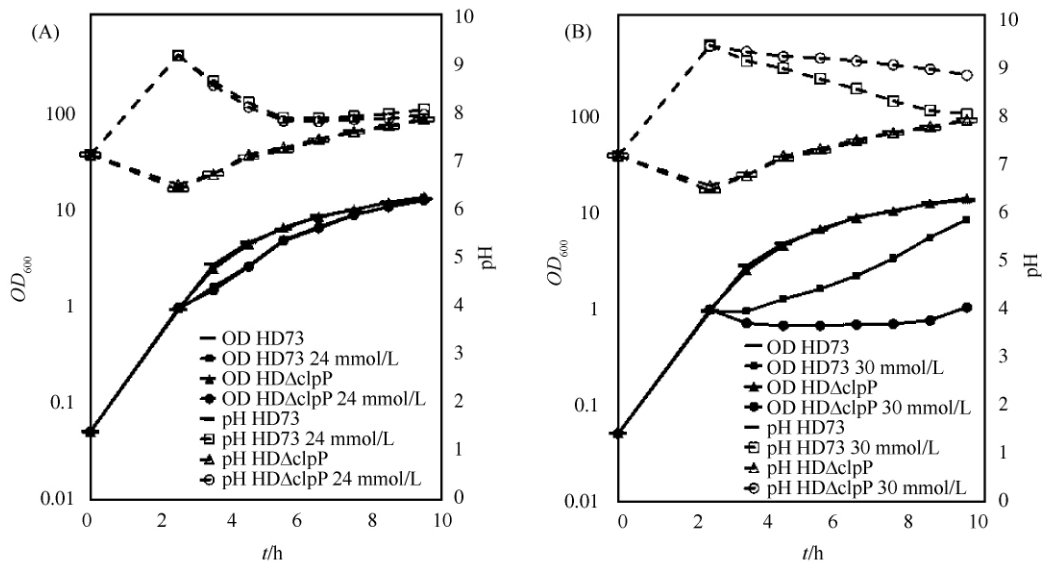 (A)
10
9
8
7
6
5
4
3
2
1
0
100
10
1
0.1
0.01
OD600
pH
OD HD73
OD HD73 24 mmol/L
OD HDΔclpP
OD HDΔclpP 24 mmol/L
pH HD73
pH HD73 24 mmol/L
pH HDΔclpP
pH HDΔclpP 24 mmol/L
0 2 4 6 8 10
t/h
(B)
10
9
8
7
6
5
4
3
2
1
0
100
10
1
0.1
0.01
OD600
pH
OD HD73
OD HD73 30 mmol/L
OD HDΔclpP
OD HDΔclpP 30 mmol/L
pH HD73
pH HD73 30 mmol/L
pH HDΔclpP
pH HDΔclpP 30 mmol/L
0 2 4 6 8 10
t/h